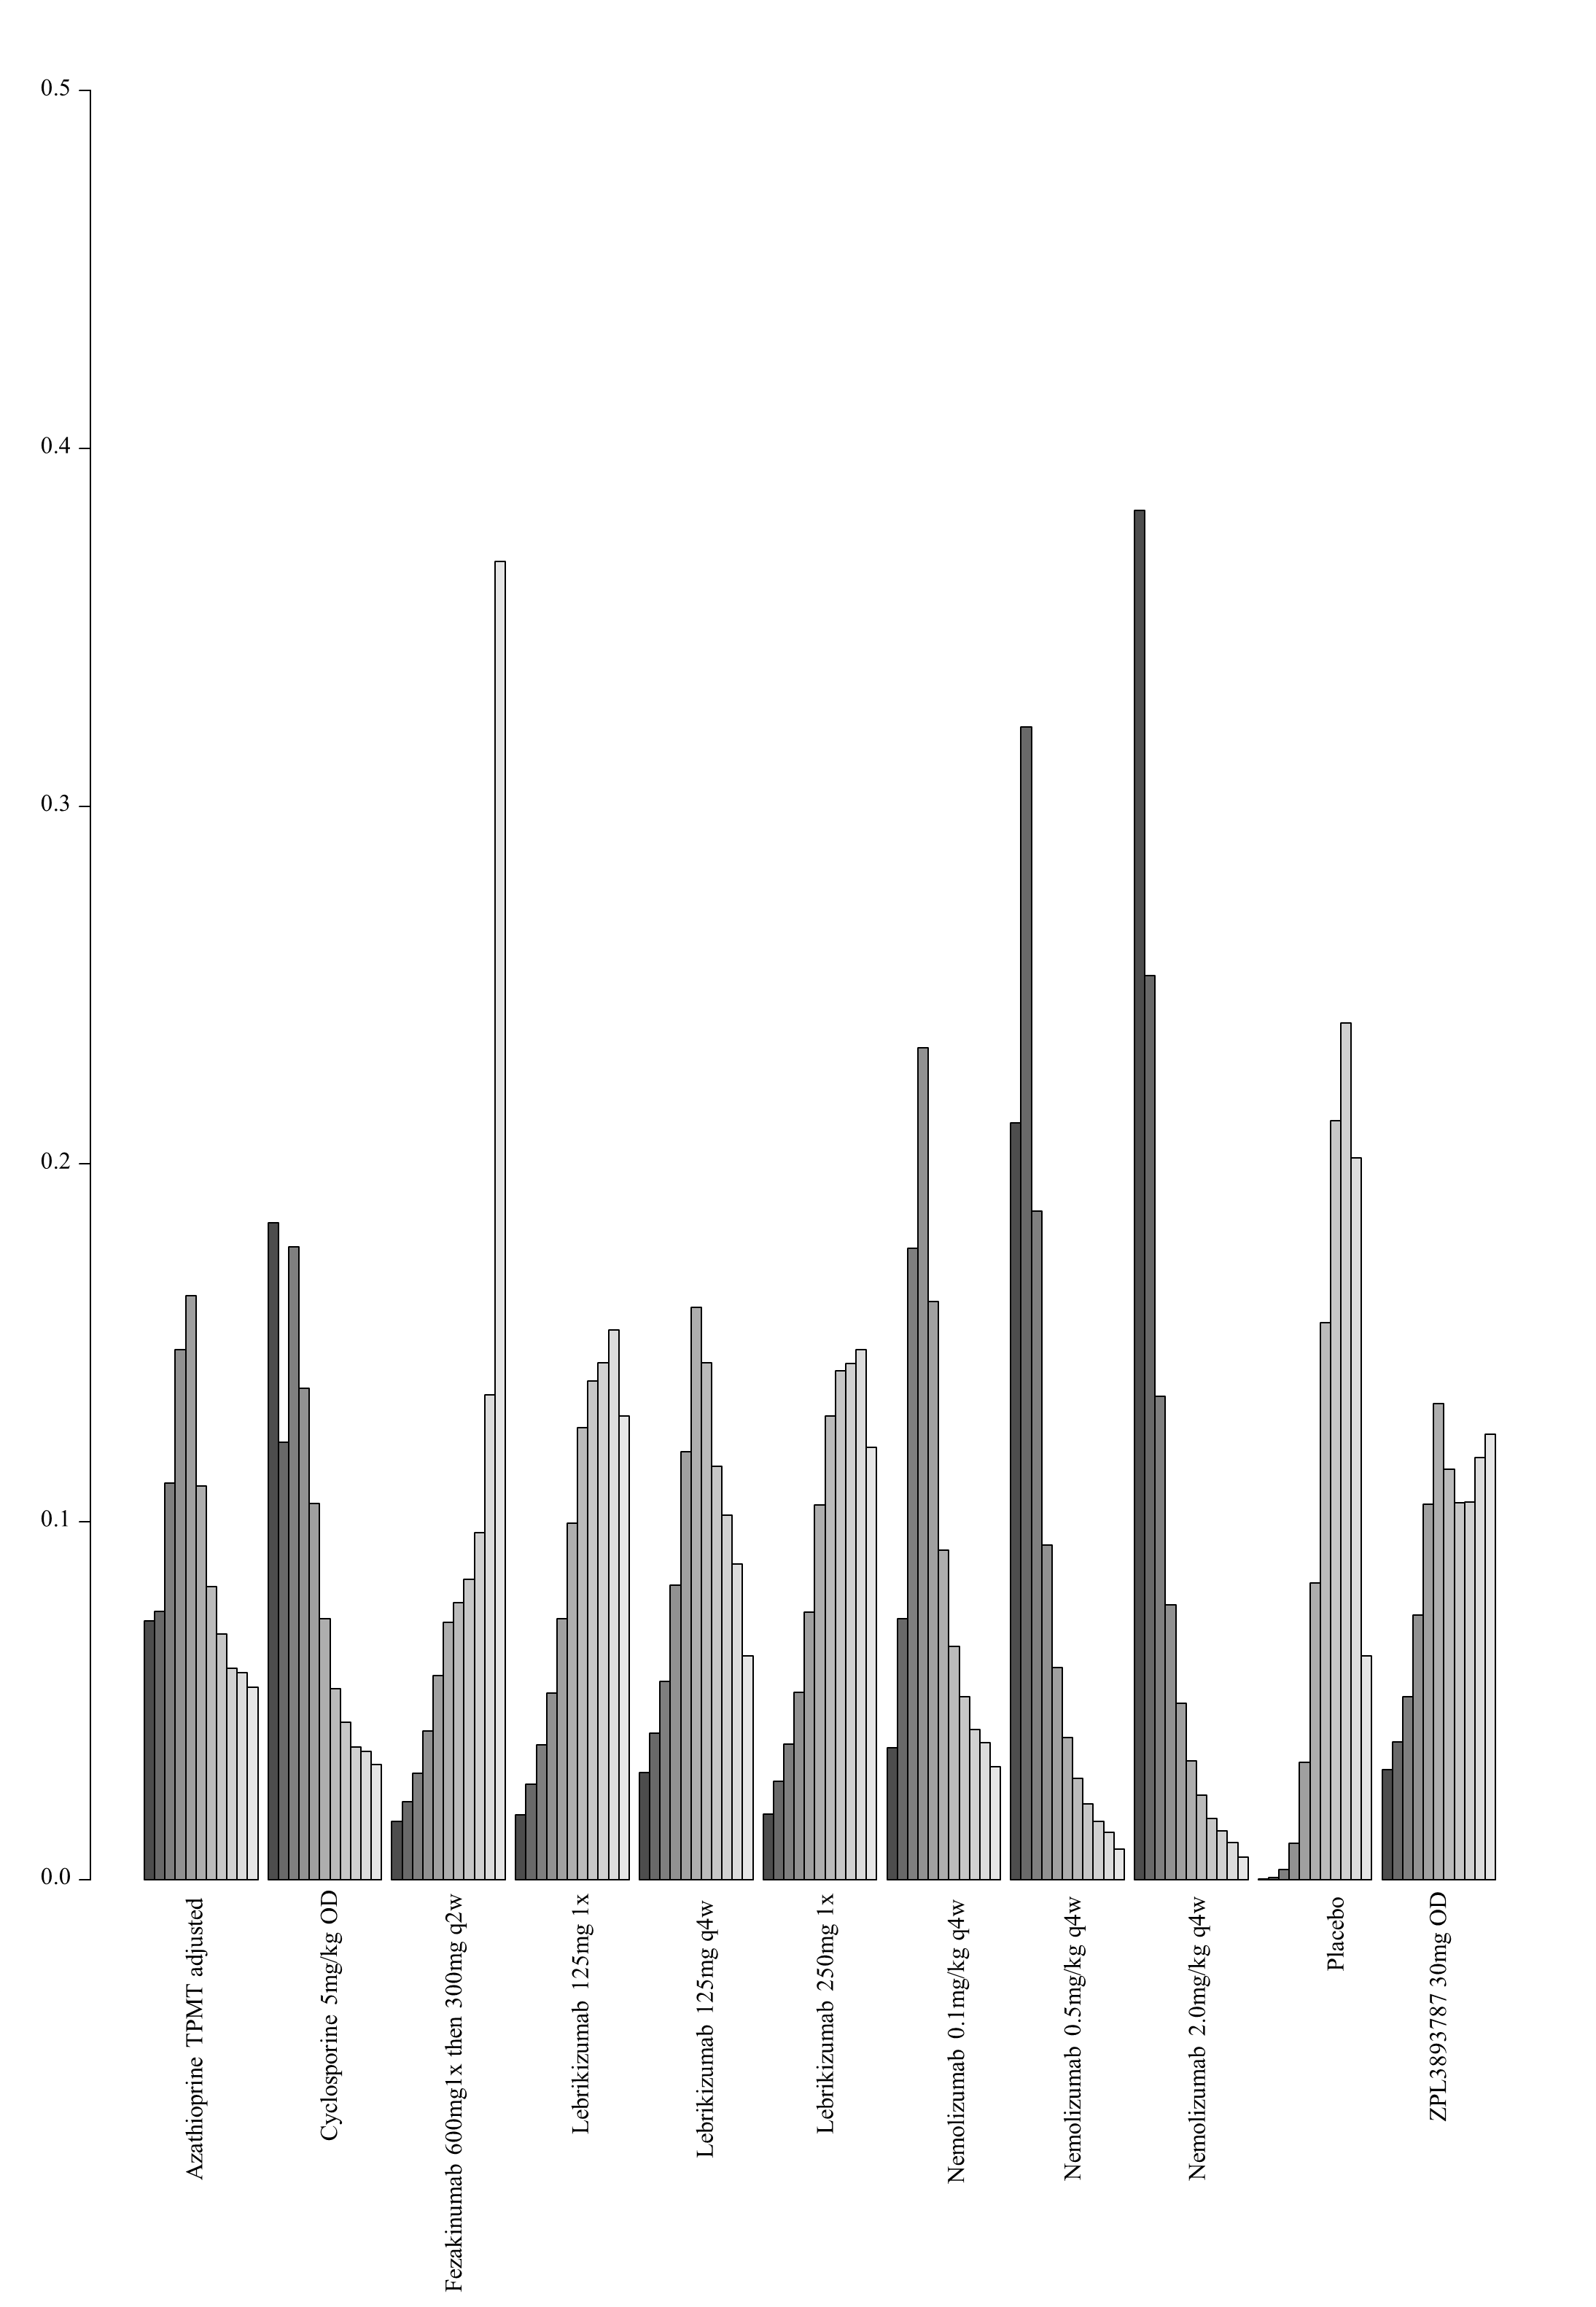 0.5
0.4
0.3
0.2
0.1
0.0
Azathioprine TPMT adjusted
Cyclosporine 5mg/kg OD
Fezakinumab 600mg1x then 300mg q2w
Lebrikizumab 125mg 1x
Lebrikizumab 125mg q4w
Lebrikizumab 250mg 1x
Nemolizumab 0.1mg/kg q4w
Nemolizumab 0.5mg/kg q4w
Nemolizumab 2.0mg/kg q4w
Placebo
ZPL3893787 30mg OD